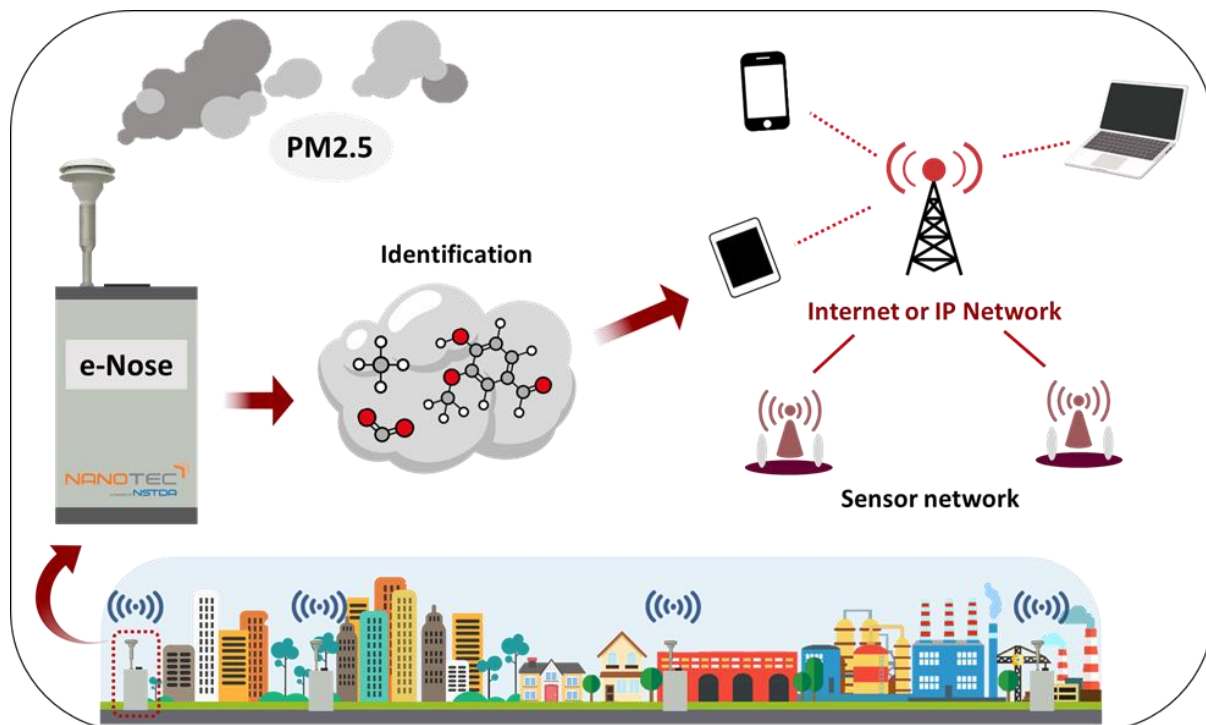 PM2.5
Identification
e-Nose
Internet or IP Network
NANOTEC
NSTDA
Sensor network